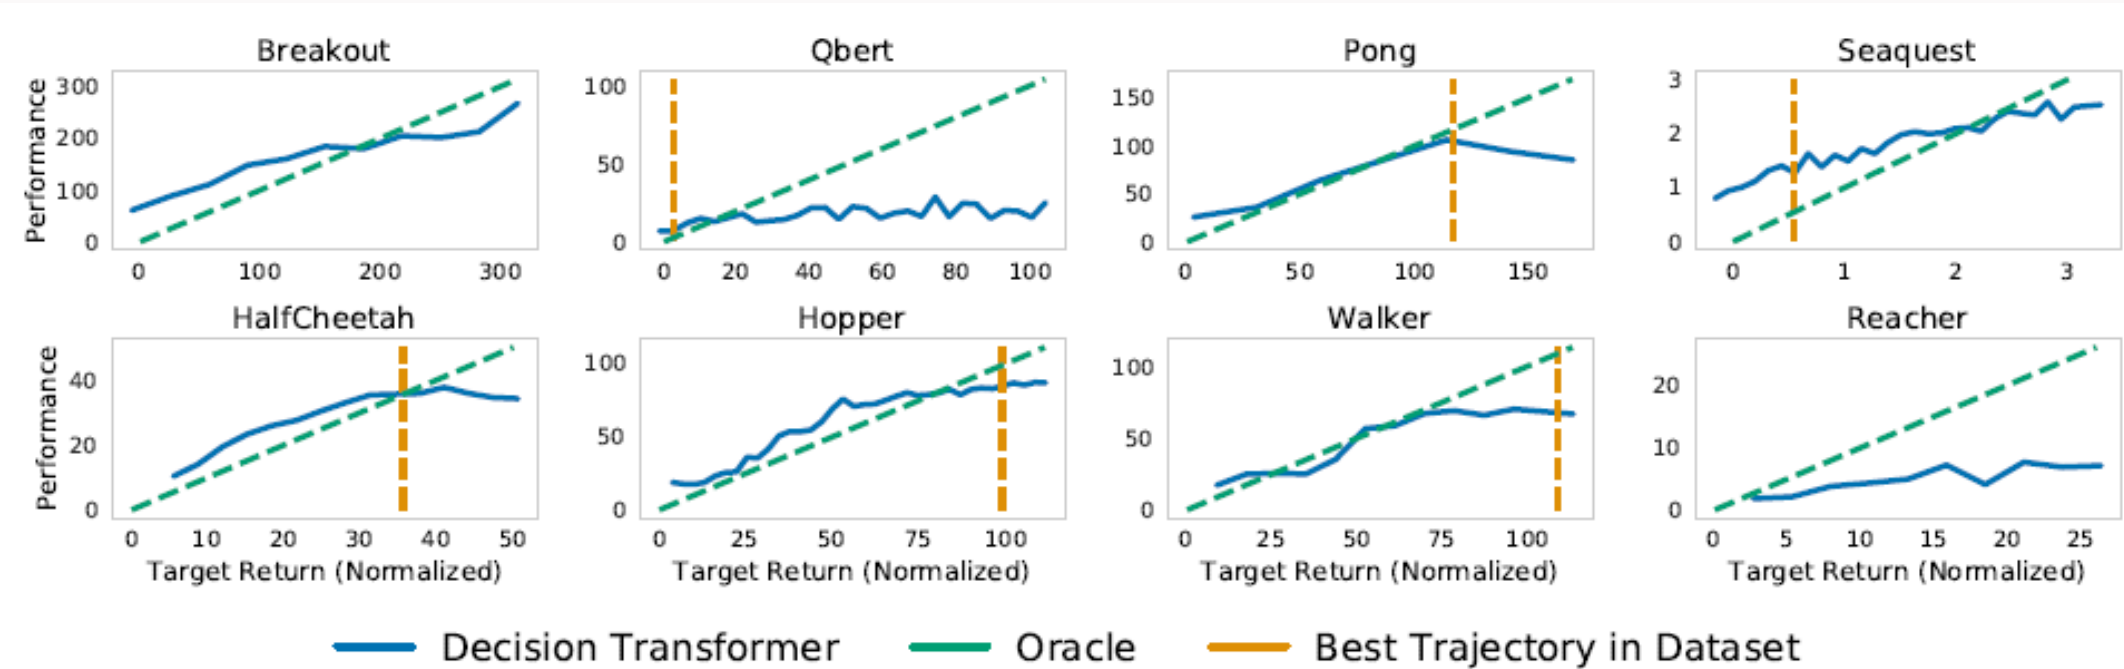 Breakout Qbert Pong Seaquest
Performance
300
200
100
0
0 100 200 300
100
50
0
0 20 40 60 80 100
150
100
50
0
0 50 100 150
3
2
1
0
0 1 2 3
HalfCheetah Hopper Walker Reacher
Performance
40
20
0
0 10 20 30 40 50
Target Return (Normalized)
100
50
0
0 25 50 75 100
Target Return (Normalized)
100
50
0
0 25 50 75 100
Target Return (Normalized)
20
10
0
0 5 10 15 20 25
Target Return (Normalized)
Decision Transformer Oracle Best Trajectory in Dataset